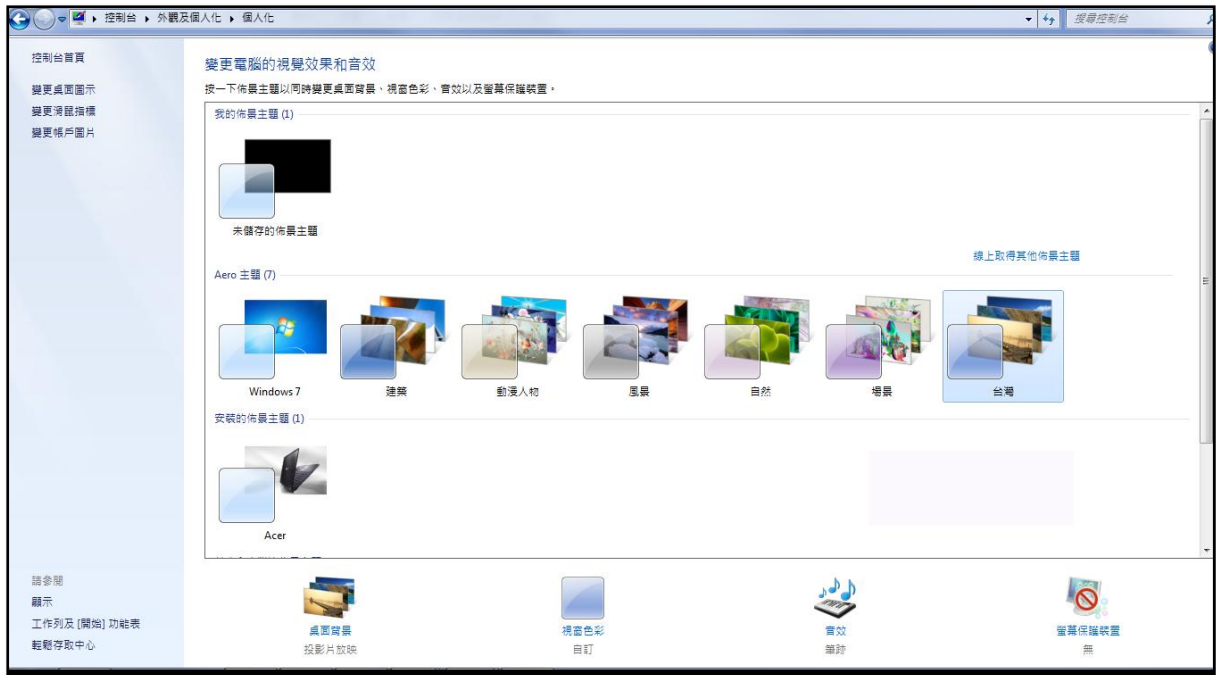 控制台 ▸ 外觀及個人化 ▸ 個人化
搜尋控制台
控制台首頁
變更桌面圖示
變更滑鼠指標
變更帳戶圖片
變更電腦的視覺效果和音效
按一下佈景主題以同時變更桌面背景、視窗色彩、音效以及螢幕保護裝置。
我的佈景主題 (1)
未儲存的佈景主題
線上取得其他佈景主題
Aero 主題 (7)
Windows 7
建築
動漫人物
風景
自然
場景
台灣
安裝的佈景主題 (1)
Acer
請參閱
顯示
工作列及 [開始] 功能表
輕鬆存取中心
桌面背景
投影片放映
視窗色彩
自訂
音效
筆跡
螢幕保護裝置
無